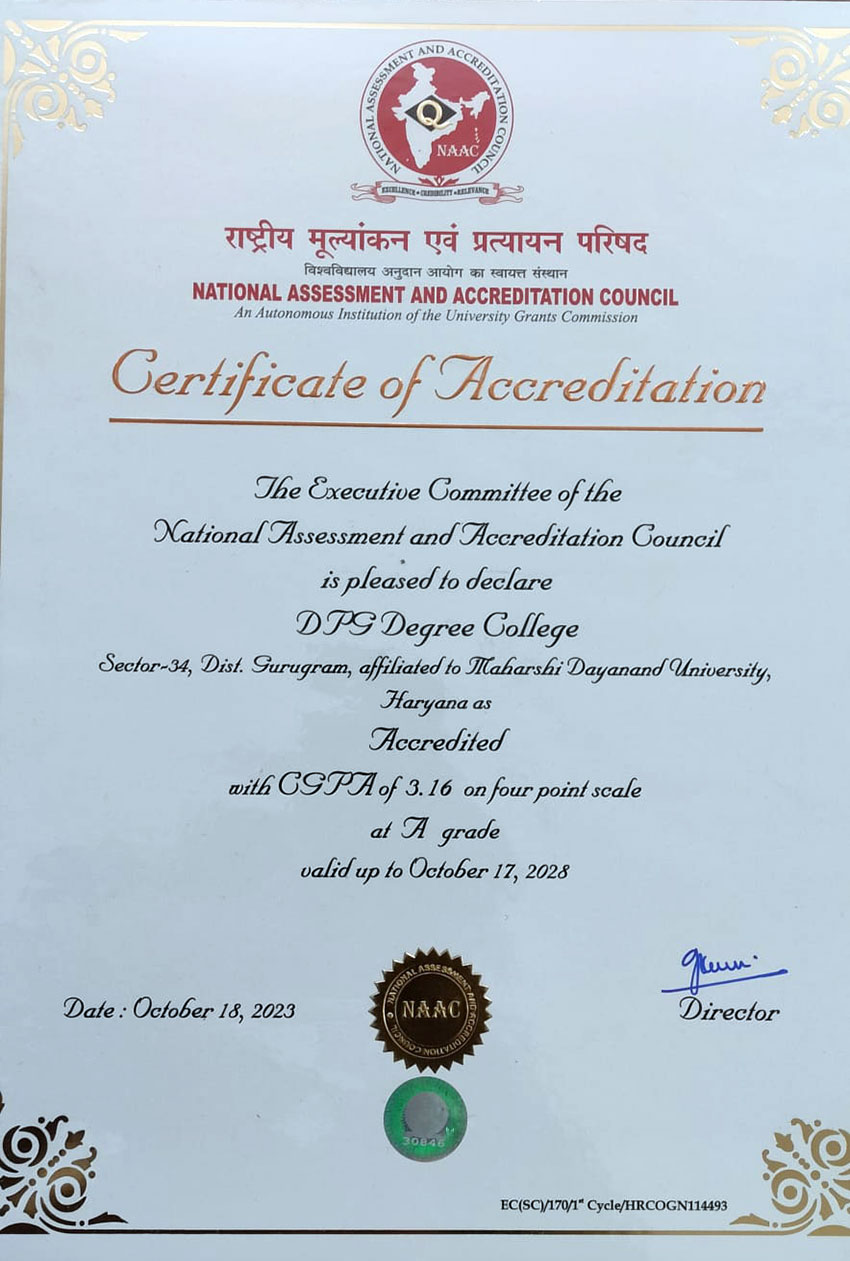 NATIONAL ASSESSMENT AND ACCREDITATION COUNCIL
Q
NAAC
EXCELLENCE • CREDIBILITY • RELEVANCE
राष्ट्रीय मूल्यांकन एवं प्रत्यायन परिषद
विश्वविद्यालय अनुदान आयोग का स्वायत्त संस्थान
NATIONAL ASSESSMENT AND ACCREDITATION COUNCIL
An Autonomous Institution of the University Grants Commission
Certificate of Accreditation
The Executive Committee of the
National Assessment and Accreditation Council
is pleased to declare
DPG Degree College
Sector-34, Dist. Gurugram, affiliated to Maharshi Dayanand University,
Haryana as
Accredited
with CGPA of 3.16 on four point scale
at A grade
valid up to October 17, 2028
Date : October 18, 2023
NATIONAL ASSESSMENT AND ACCREDITATION COUNCIL
NAAC
Director
30846
EC(SC)/170/1st Cycle/HRCOGN114493